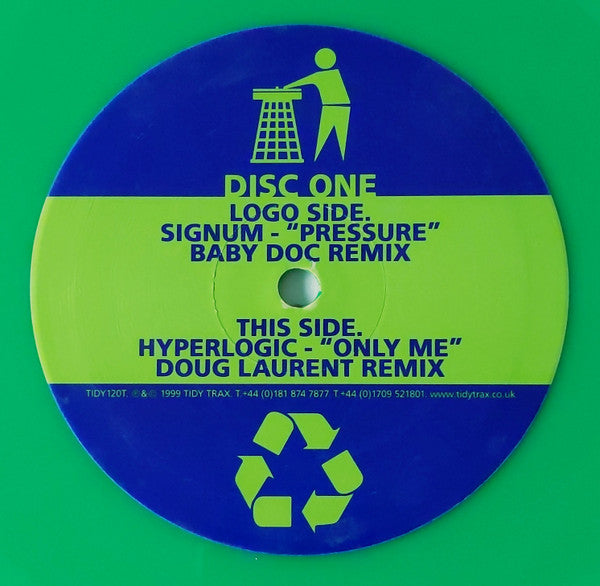 DISC ONE
LOGO SiDE.
SIGNUM - “PRESSURE”
BABY DOC REMIX
THIS SIDE.
HYPERLOGIC - “ONLY ME”
DOUG LAURENT REMIX
TIDY120T. ℗&© 1999 TIDY TRAX. T.+44 (0)181 874 7877 T.+44 (0)1709 521801. www.tidytrax.co.uk